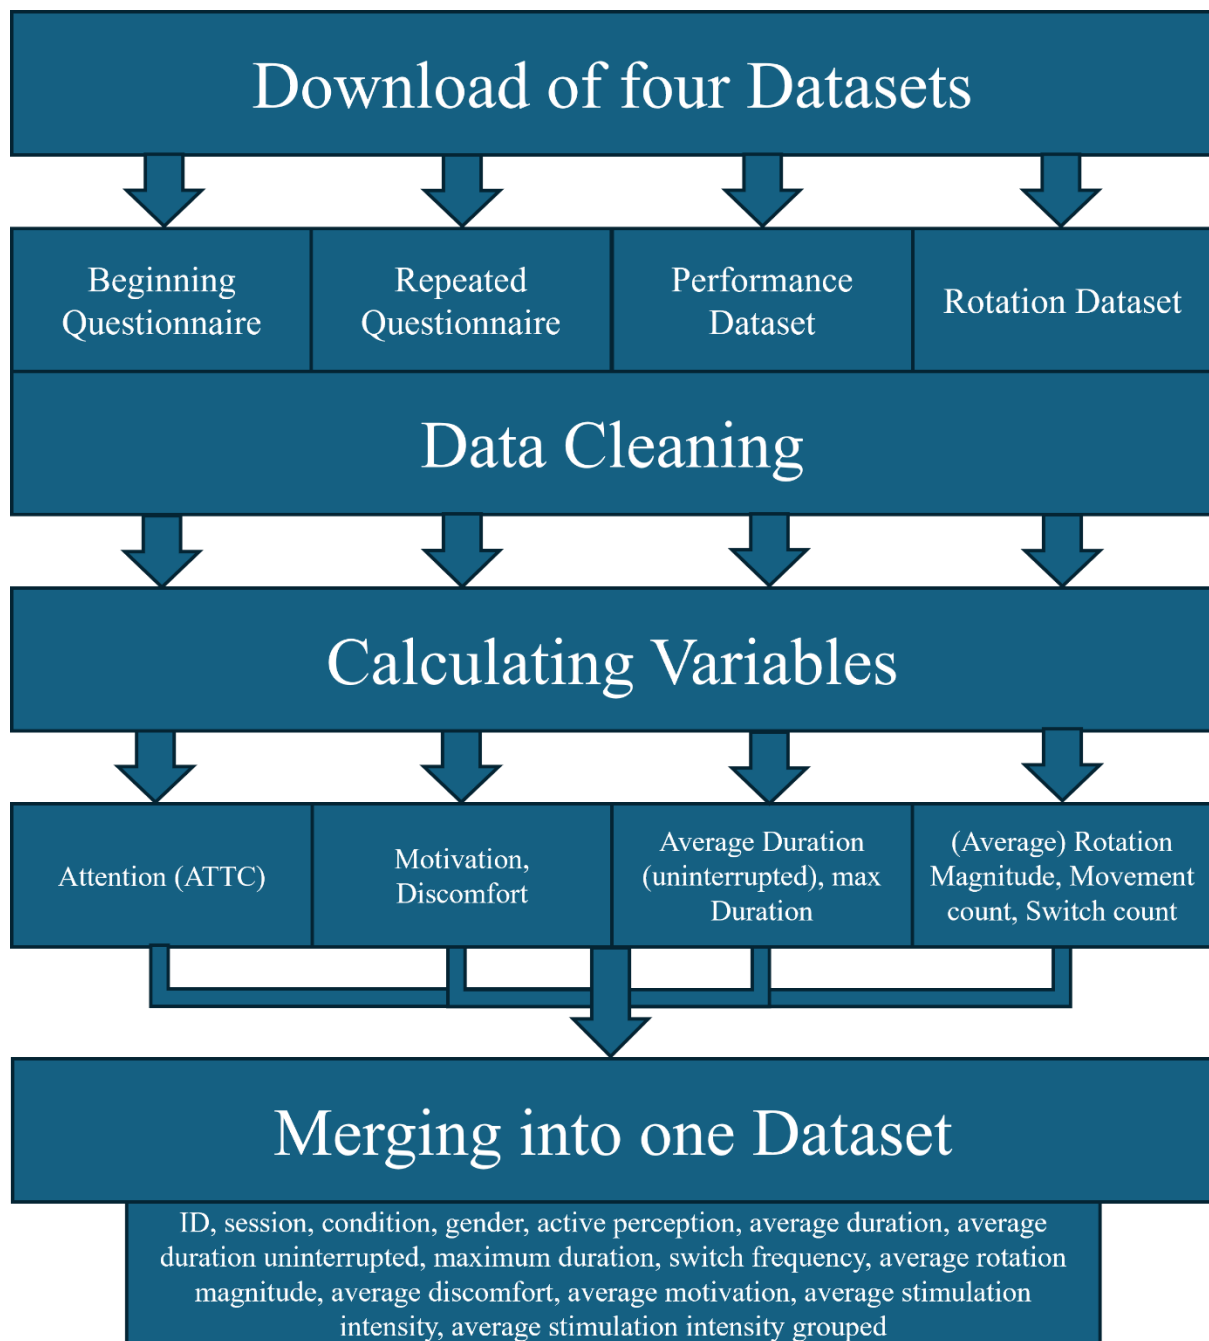 Download of four Datasets
Beginning
Questionnaire
Repeated
Questionnaire
Performance
Dataset
Rotation Dataset
Data Cleaning
Calculating Variables
Attention (ATTC)
Motivation,
Discomfort
Average Duration
(uninterrupted), max
Duration
(Average) Rotation
Magnitude, Movement
count, Switch count
Merging into one Dataset
ID, session, condition, gender, active perception, average duration, average
duration uninterrupted, maximum duration, switch frequency, average rotation
magnitude, average discomfort, average motivation, average stimulation
intensity, average stimulation intensity grouped